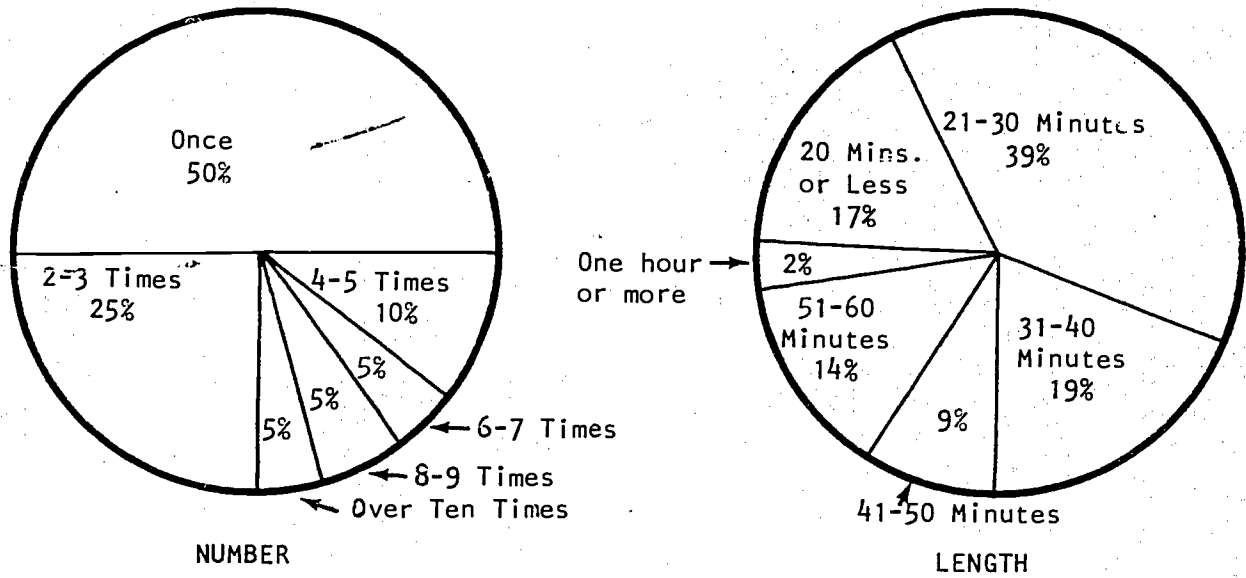 Once
50%
2-3 Times
25%
4-5 Times
10%
5%
5%
5%
6-7 Times
8-9 Times
Over Ten Times
NUMBER
21-30 Minutes
39%
20 Mins.
or Less
17%
One hour
or more
2%
51-60
Minutes
14%
31-40
Minutes
19%
9%
41-50 Minutes
LENGTH